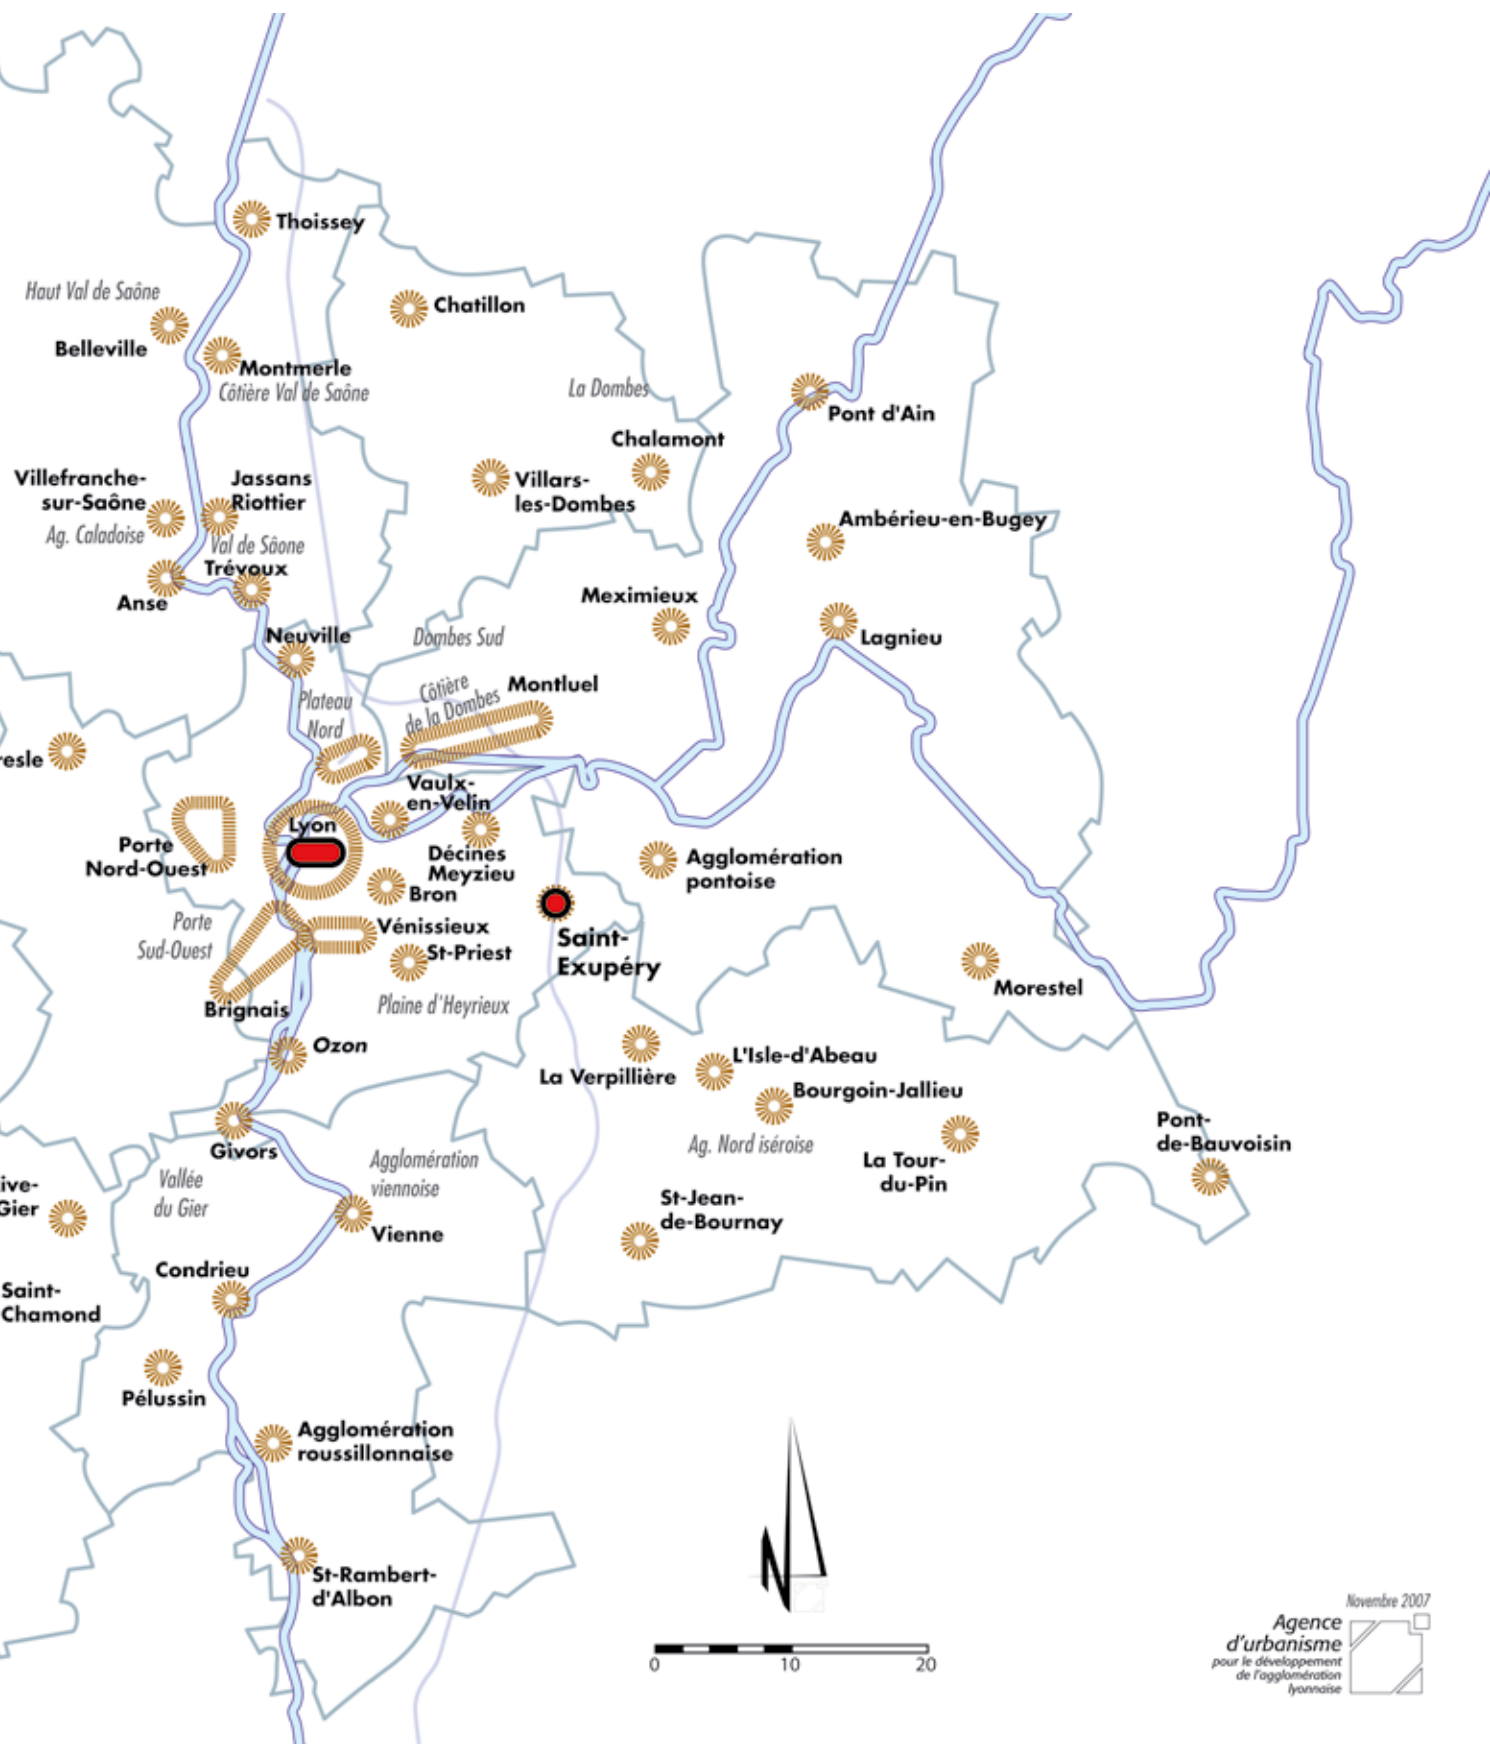 Thoissey
Haut Val de Saône
Chatillon
Belleville
Montmerle
Côtière Val de Saône
La Dombes
Pont d'Ain
Chalamont
Villefranche-
sur-Saône
Ag. Caladoise
Jassans
Riottier
Villars-
les-Dombes
Ambérieu-en-Bugey
Val de Sâone
Trévoux
Anse
Meximieux
Neuville
Dombes Sud
Lagnieu
Côtière
de la Dombes
Montluel
Plateau
Nord
resle
Vaulx-
en-Velin
Lyon
Porte
Nord-Ouest
Décines
Meyzieu
Agglomération
pontoise
Bron
Porte
Sud-Ouest
Vénissieux
St-Priest
Saint-
Exupéry
Morestel
Brignais
Plaine d'Heyrieux
Ozon
La Verpillière
L'Isle-d'Abeau
Bourgoin-Jallieu
Ag. Nord iséroise
Pont-
de-Bauvoisin
Givors
La Tour-
du-Pin
Vallée
du Gier
Agglomération
viennoise
ive-
Gier
St-Jean-
de-Bournay
Vienne
Condrieu
Saint-
Chamond
Pélussin
Agglomération
roussillonnaise
St-Rambert-
d'Albon
N
0 10 20
Novembre 2007
Agence
d'urbanisme
pour le développement
de l'agglomération
lyonnaise